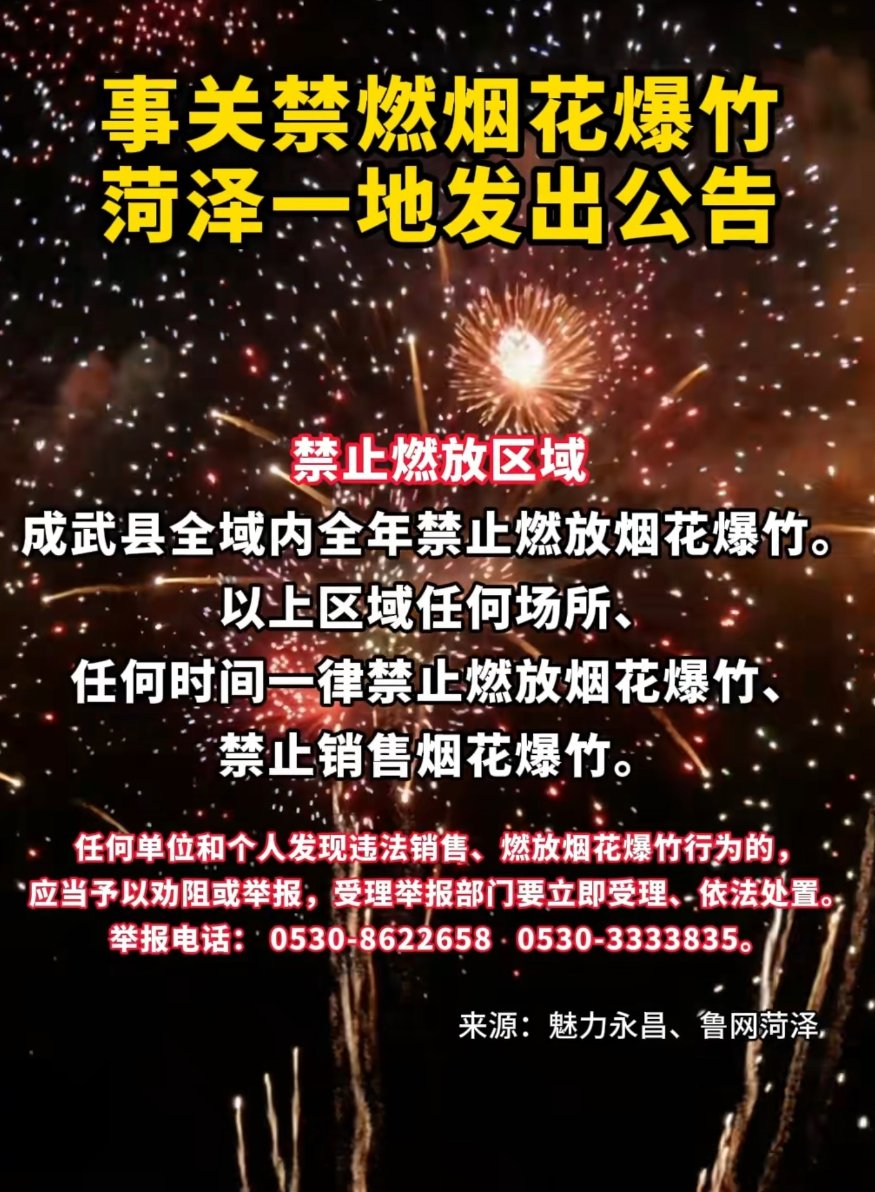 事关禁燃烟花爆竹
菏泽一地发出公告
禁止燃放区域
成武县全域内全年禁止燃放烟花爆竹。
以上区域任何场所、
任何时间一律禁止燃放烟花爆竹、
禁止销售烟花爆竹。
任何单位和个人发现违法销售、燃放烟花爆竹行为的，
应当予以劝阻或举报，受理举报部门要立即受理、依法处置。
举报电话： 0530-8622658 0530-3333835。
来源：魅力永昌、鲁网菏泽